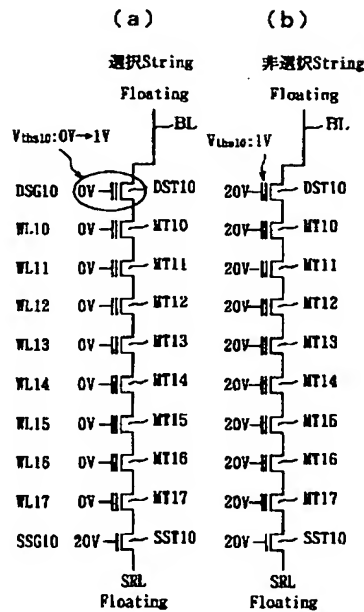 (a) (b)
選択String 非選択String
Floating Floating
BL BL
Vths10:0V→1V Vths10:1V
DSG10 0V DST10 20V DST10
WL10 0V MT10 20V MT10
WL11 0V MT11 20V MT11
WL12 0V MT12 20V MT12
WL13 0V MT13 20V MT13
WL14 0V MT14 20V MT14
WL15 0V MT15 20V MT15
WL16 0V MT16 20V MT16
WL17 0V MT17 20V MT17
SSG10 20V SST10 20V SST10
SRL SRL
Floating Floating